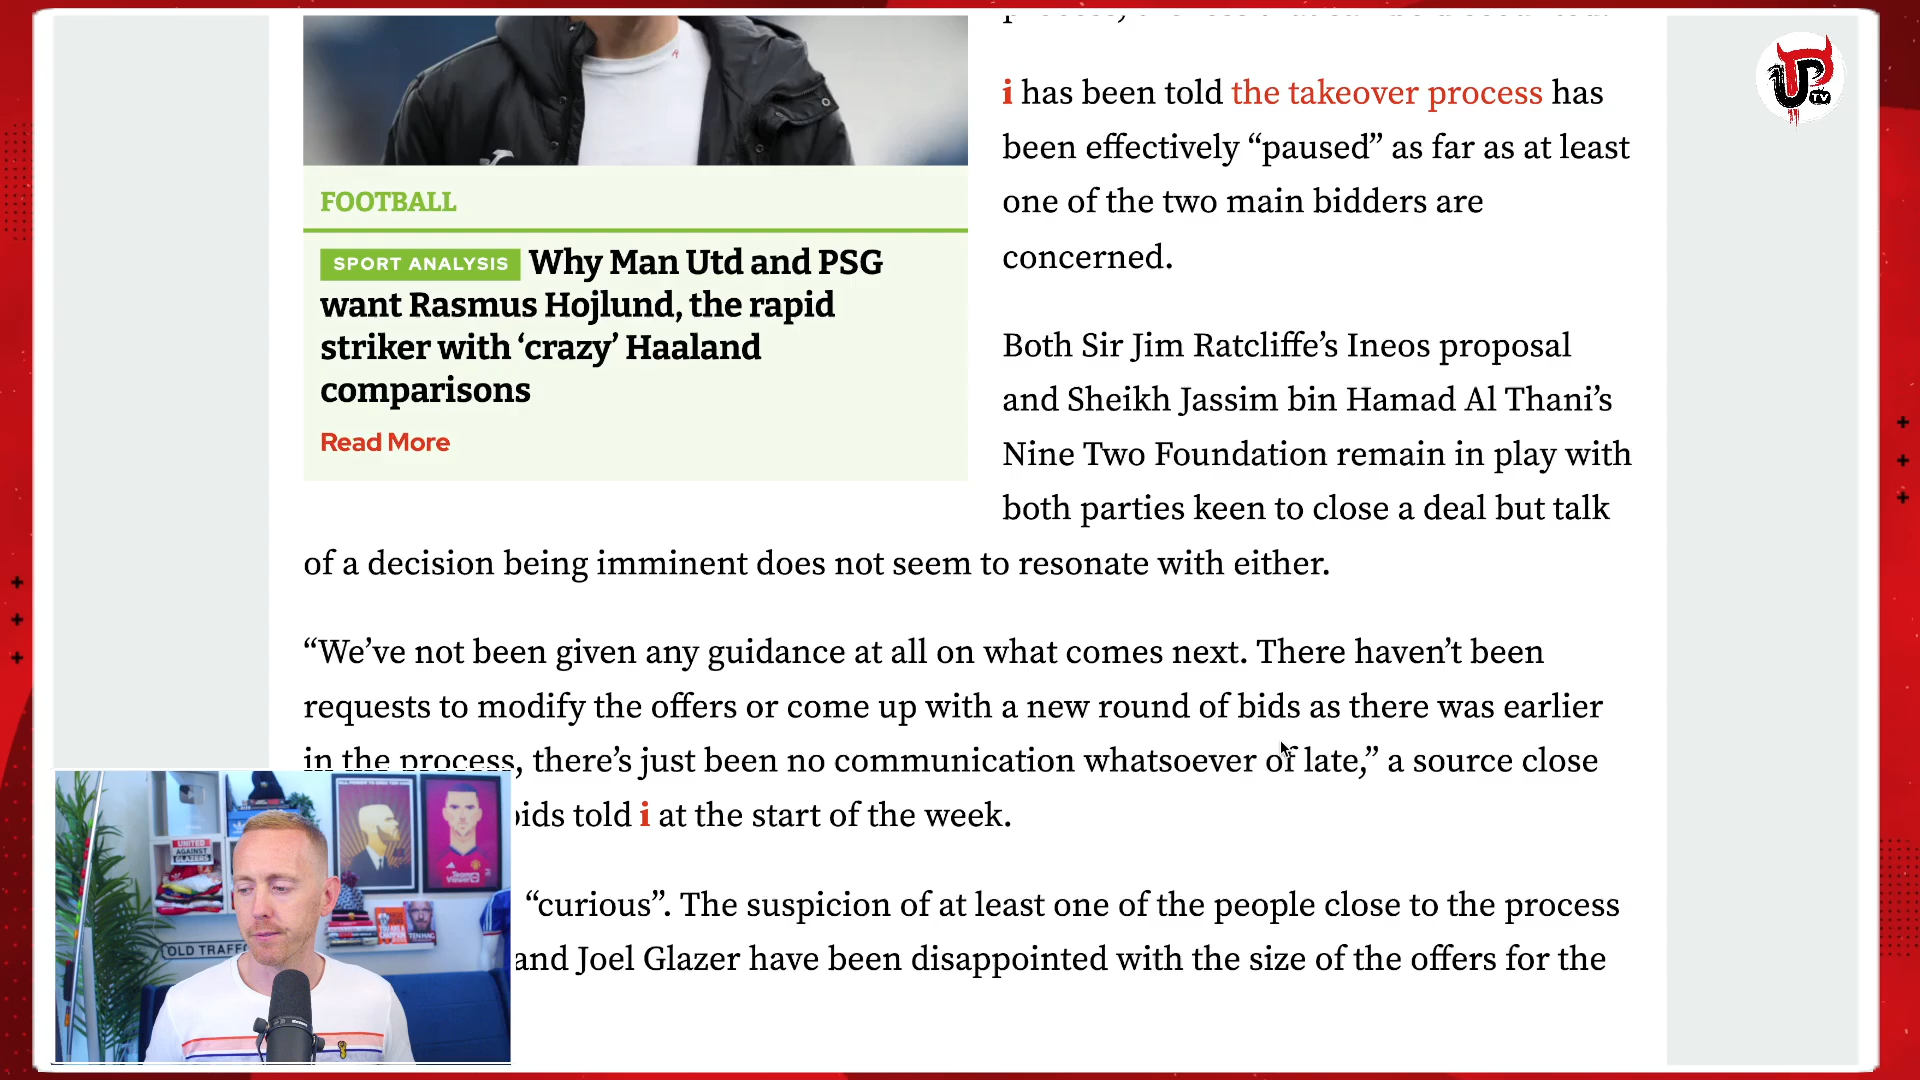 FOOTBALL
SPORT ANALYSIS Why Man Utd and PSG
want Rasmus Hojlund, the rapid
striker with ‘crazy’ Haaland
comparisons
Read More
i has been told the takeover process has
been effectively “paused” as far as at least
one of the two main bidders are
concerned.
Both Sir Jim Ratcliffe’s Ineos proposal
and Sheikh Jassim bin Hamad Al Thani’s
Nine Two Foundation remain in play with
both parties keen to close a deal but talk
of a decision being imminent does not seem to resonate with either.
“We’ve not been given any guidance at all on what comes next. There haven’t been
requests to modify the offers or come up with a new round of bids as there was earlier
in the process, there’s just been no communication whatsoever of late,” a source close
told i at the start of the week.
“curious”. The suspicion of at least one of the people close to the process
and Joel Glazer have been disappointed with the size of the offers for the
UP
TV
UNITED
AGAINST
GLAZERS
OLD TRAFFO
TEN HAG